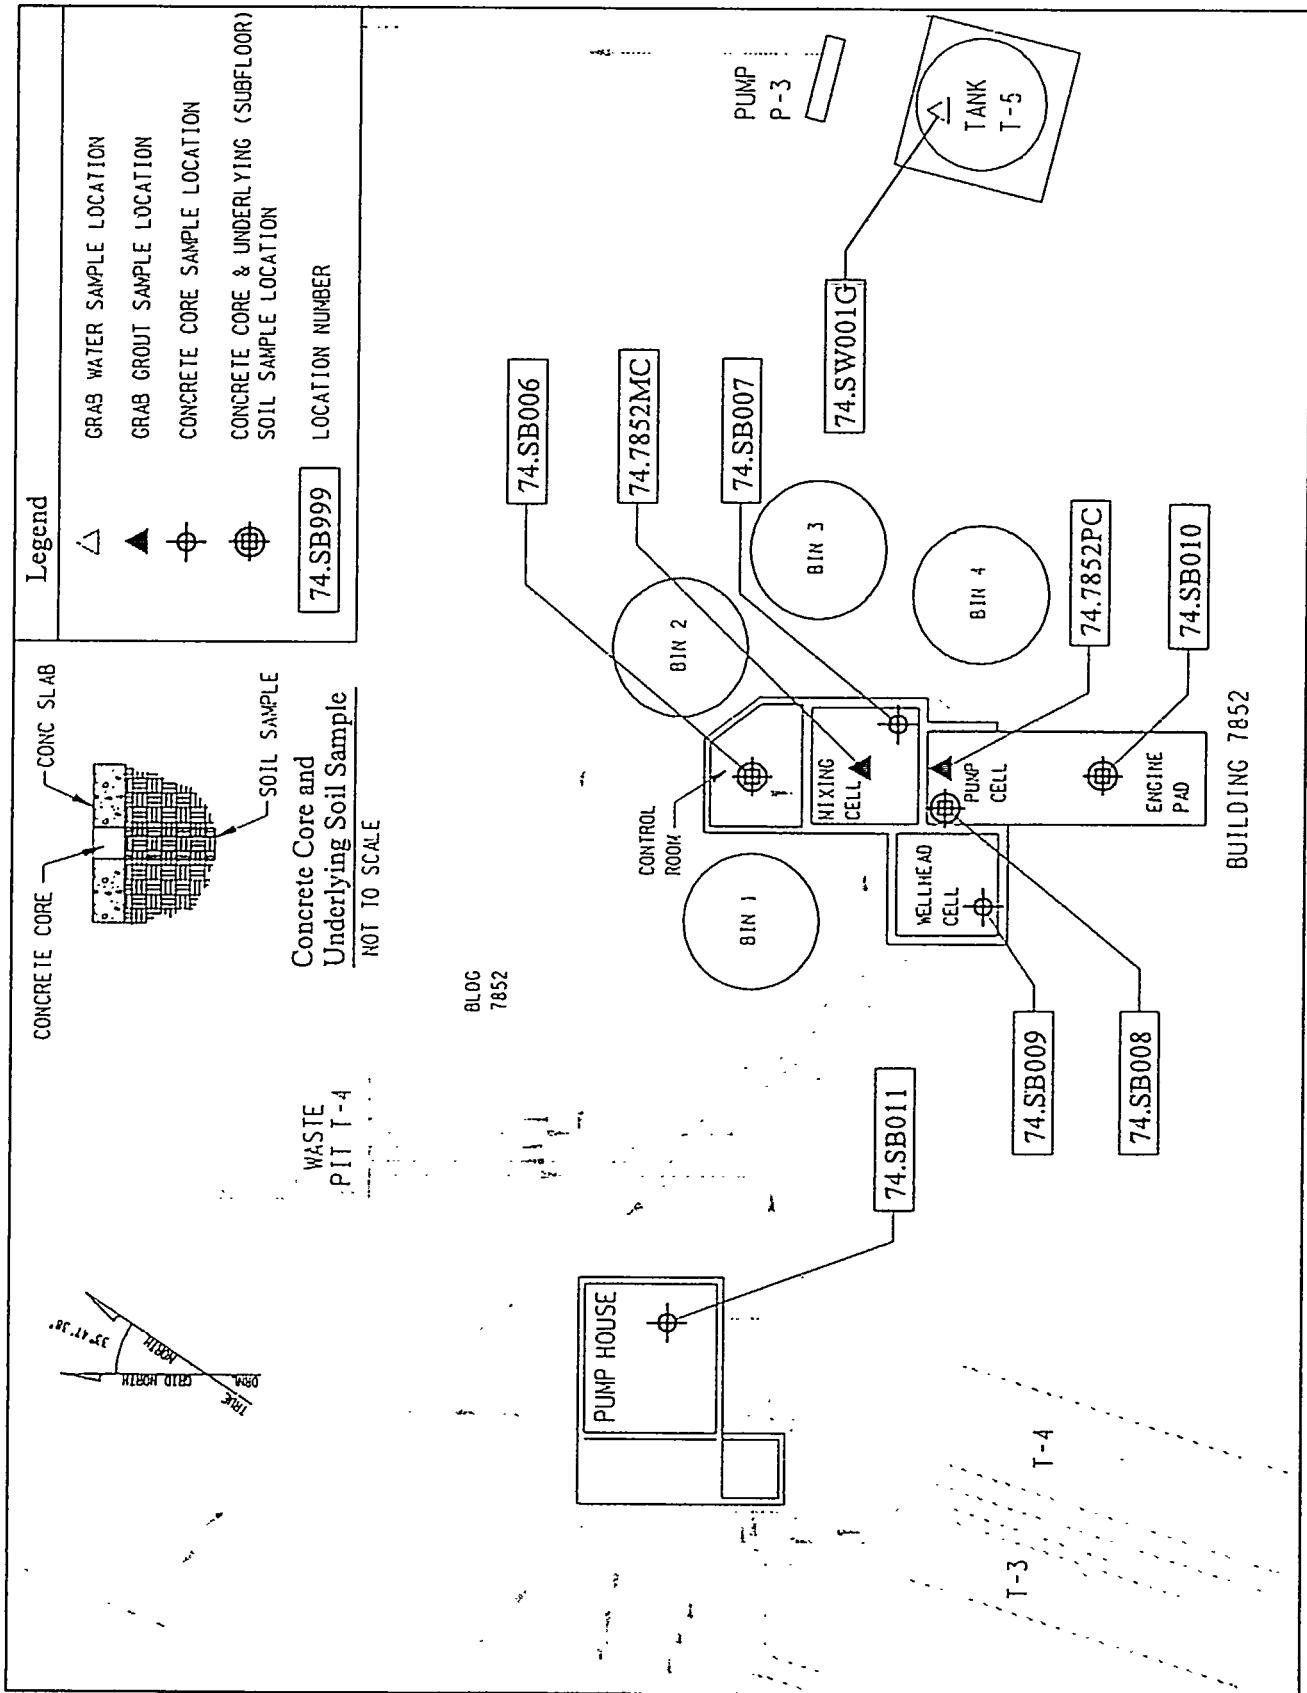 Legend
GRAB WATER SAMPLE LOCATION
GRAB GROUT SAMPLE LOCATION
CONCRETE CORE SAMPLE LOCATION
CONCRETE CORE & UNDERLYING (SUBFLOOR)
SOIL SAMPLE LOCATION
74.SB999
LOCATION NUMBER
CONCRETE CORE
CONC SLAB
SOIL SAMPLE
Concrete Core and
Underlying Soil Sample
NOT TO SCALE
33°47'38"
TRUE NORTH
GRID NORTH
WASTE
PIT T-4
BLDG
7852
PUMP
P-3
TANK
T-5
74.SB006
74.7852MC
74.SB007
74.SW001G
BIN 1
BIN 2
BIN 3
BIN 4
CONTROL
ROOM
MIXING
CELL
PUMP
CELL
WELLHEAD
CELL
ENGINE
PAD
74.7852PC
74.SB010
BUILDING 7852
PUMP HOUSE
74.SB011
74.SB009
74.SB008
T-3
T-4